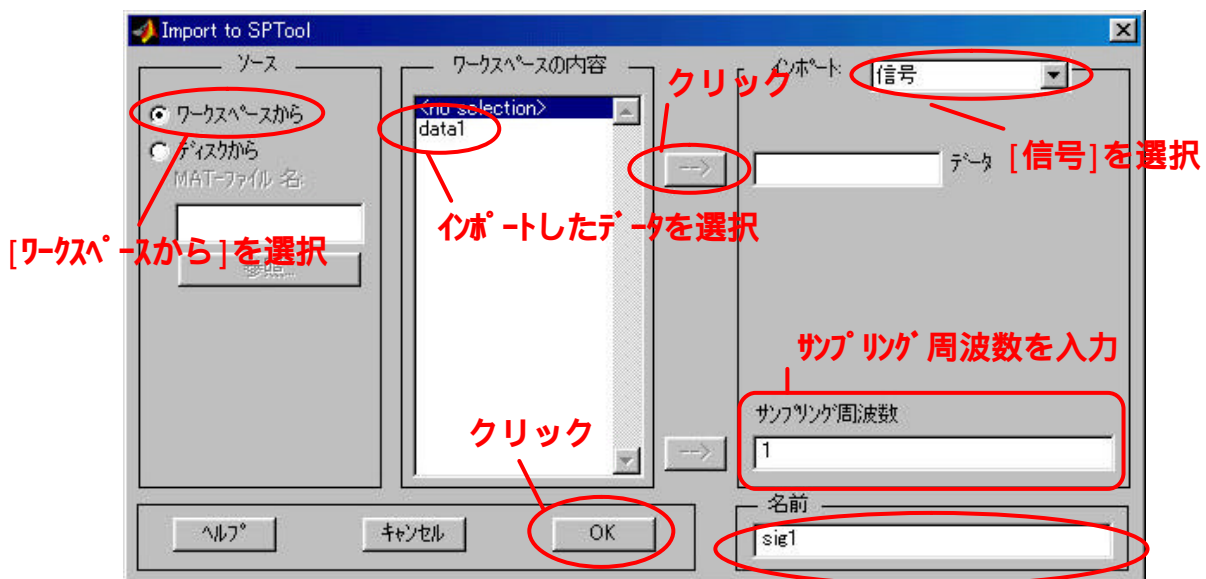 Import to SPTool
ソース
ワークスペースから
ディスクから
MAT-ファイル 名:
参照...
[ワークスペースから]を選択
ワークスペースの内容
<no selection>
data1
インポートしたデータを選択
クリック
-->
インポート:
信号
[信号]を選択
データ
サンプリング周波数を入力
サンプリング周波数
-->
1
クリック
ヘルプ
キャンセル
OK
名前
sig1